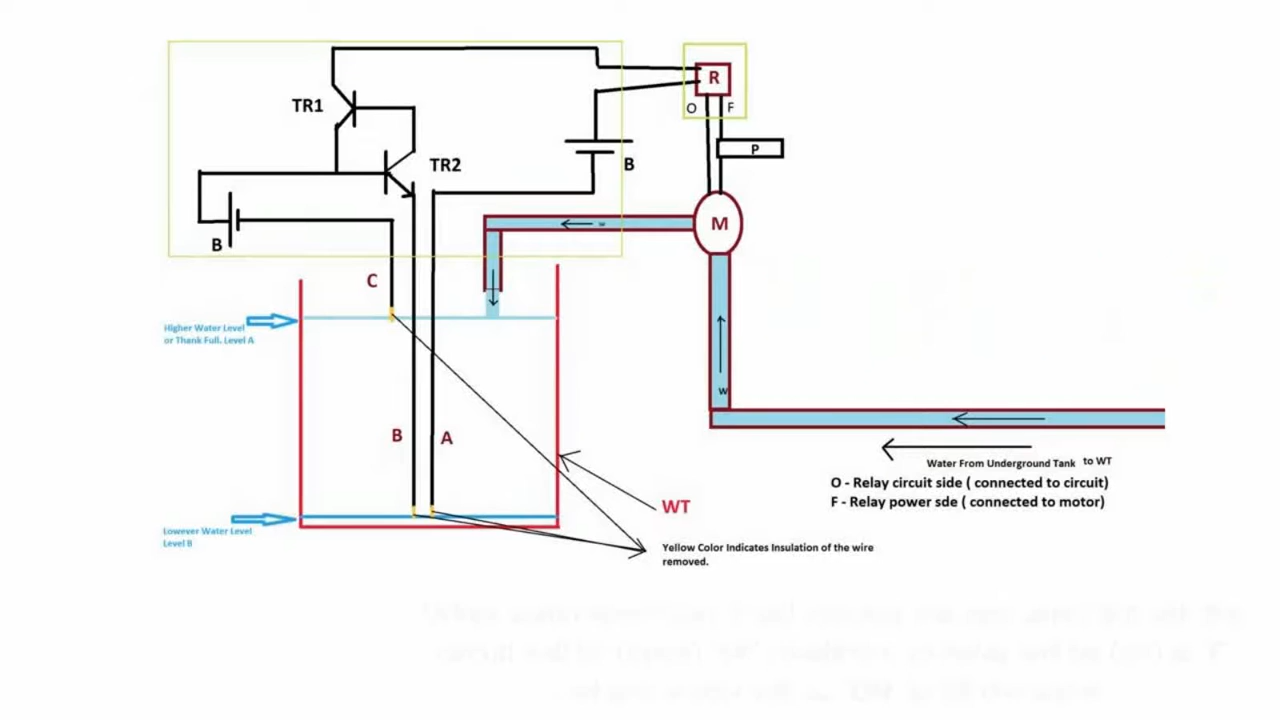 R
TR1
O
F
P
TR2
B
M
w
B
C
Higher Water Level
or Thank Full. Level A
W
B
A
Water From Underground Tank to WT
O - Relay circuit side ( connected to circuit)
F - Relay power sde ( connected to motor)
WT
Lowever Water Level
Level B
Yellow Color Indicates Insulation of the wire
removed.